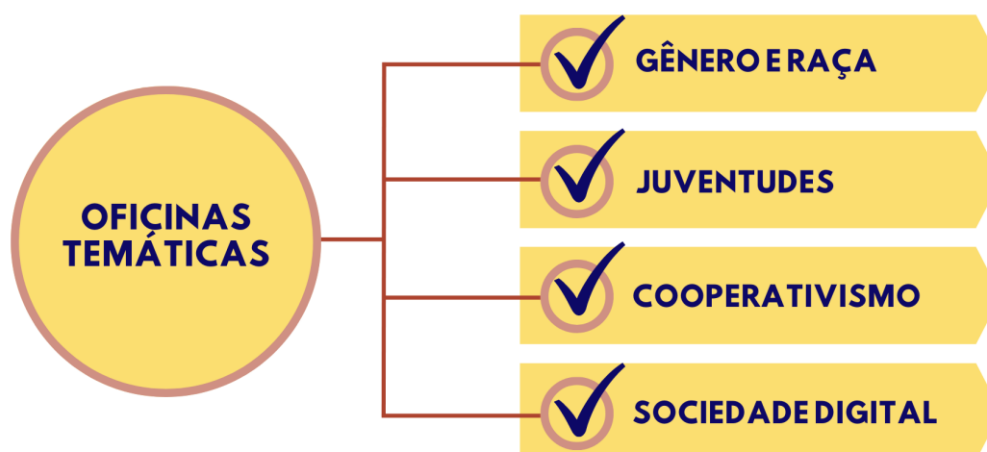 OFICINAS
TEMÁTICAS
GÊNERO E RAÇA
JUVENTUDES
COOPERATIVISMO
SOCIEDADE DIGITAL